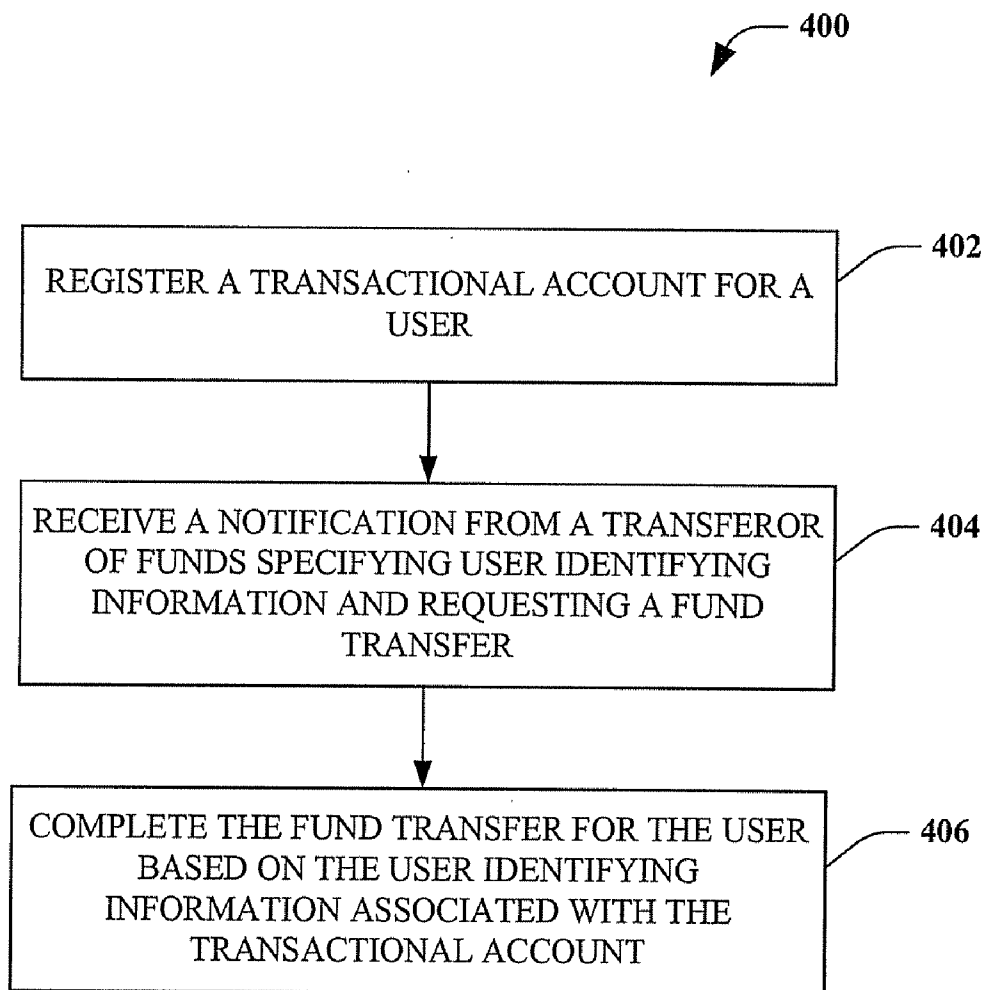 400
REGISTER A TRANSACTIONAL ACCOUNT FOR A
USER
402
RECEIVE A NOTIFICATION FROM A TRANSFEROR
OF FUNDS SPECIFYING USER IDENTIFYING
INFORMATION AND REQUESTING A FUND
TRANSFER
404
COMPLETE THE FUND TRANSFER FOR THE USER
BASED ON THE USER IDENTIFYING
INFORMATION ASSOCIATED WITH THE
TRANSACTIONAL ACCOUNT
406